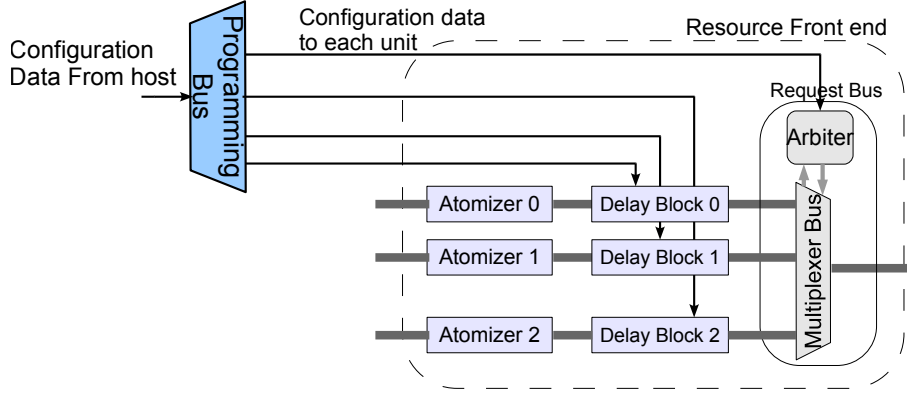 Configuration
Data From host
Programming
Bus
Configuration data
to each unit
Resource Front end
Request Bus
Arbiter
Atomizer 0
Delay Block 0
Atomizer 1
Delay Block 1
Atomizer 2
Delay Block 2
Multiplexer Bus